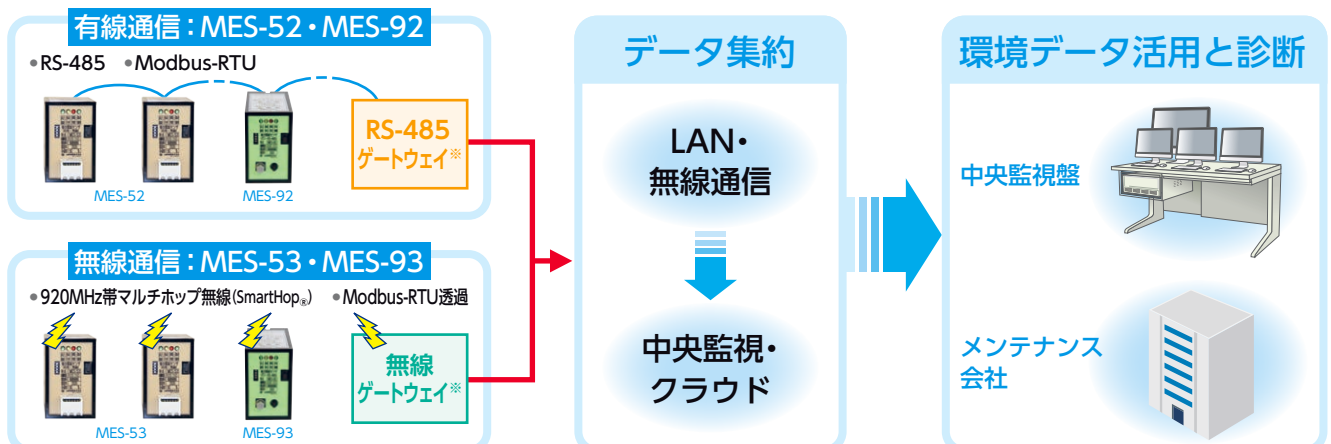 有線通信：MES-52・MES-92
●RS-485 ●Modbus-RTU
RS-485
ゲートウェイ※
MES-52
MES-92
無線通信：MES-53・MES-93
●920MHz帯マルチホップ無線(SmartHop®) ●Modbus-RTU透過
無線
ゲートウェイ※
MES-53
MES-93
データ集約
LAN・
無線通信
中央監視・
クラウド
環境データ活用と診断
中央監視盤
メンテナンス
会社